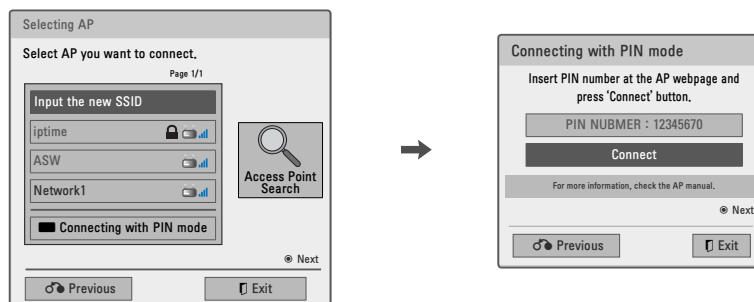 Selecting AP
Select AP you want to connect.
Page 1/1
Input the new SSID
iptime
ASW
Network1
Connecting with PIN mode
Access Point
Search
Next
Previous
Exit
Connecting with PIN mode
Insert PIN number at the AP webpage and
press ‘Connect’ button.
PIN NUBMER : 12345670
Connect
For more information, check the AP manual.
Next
Previous
Exit